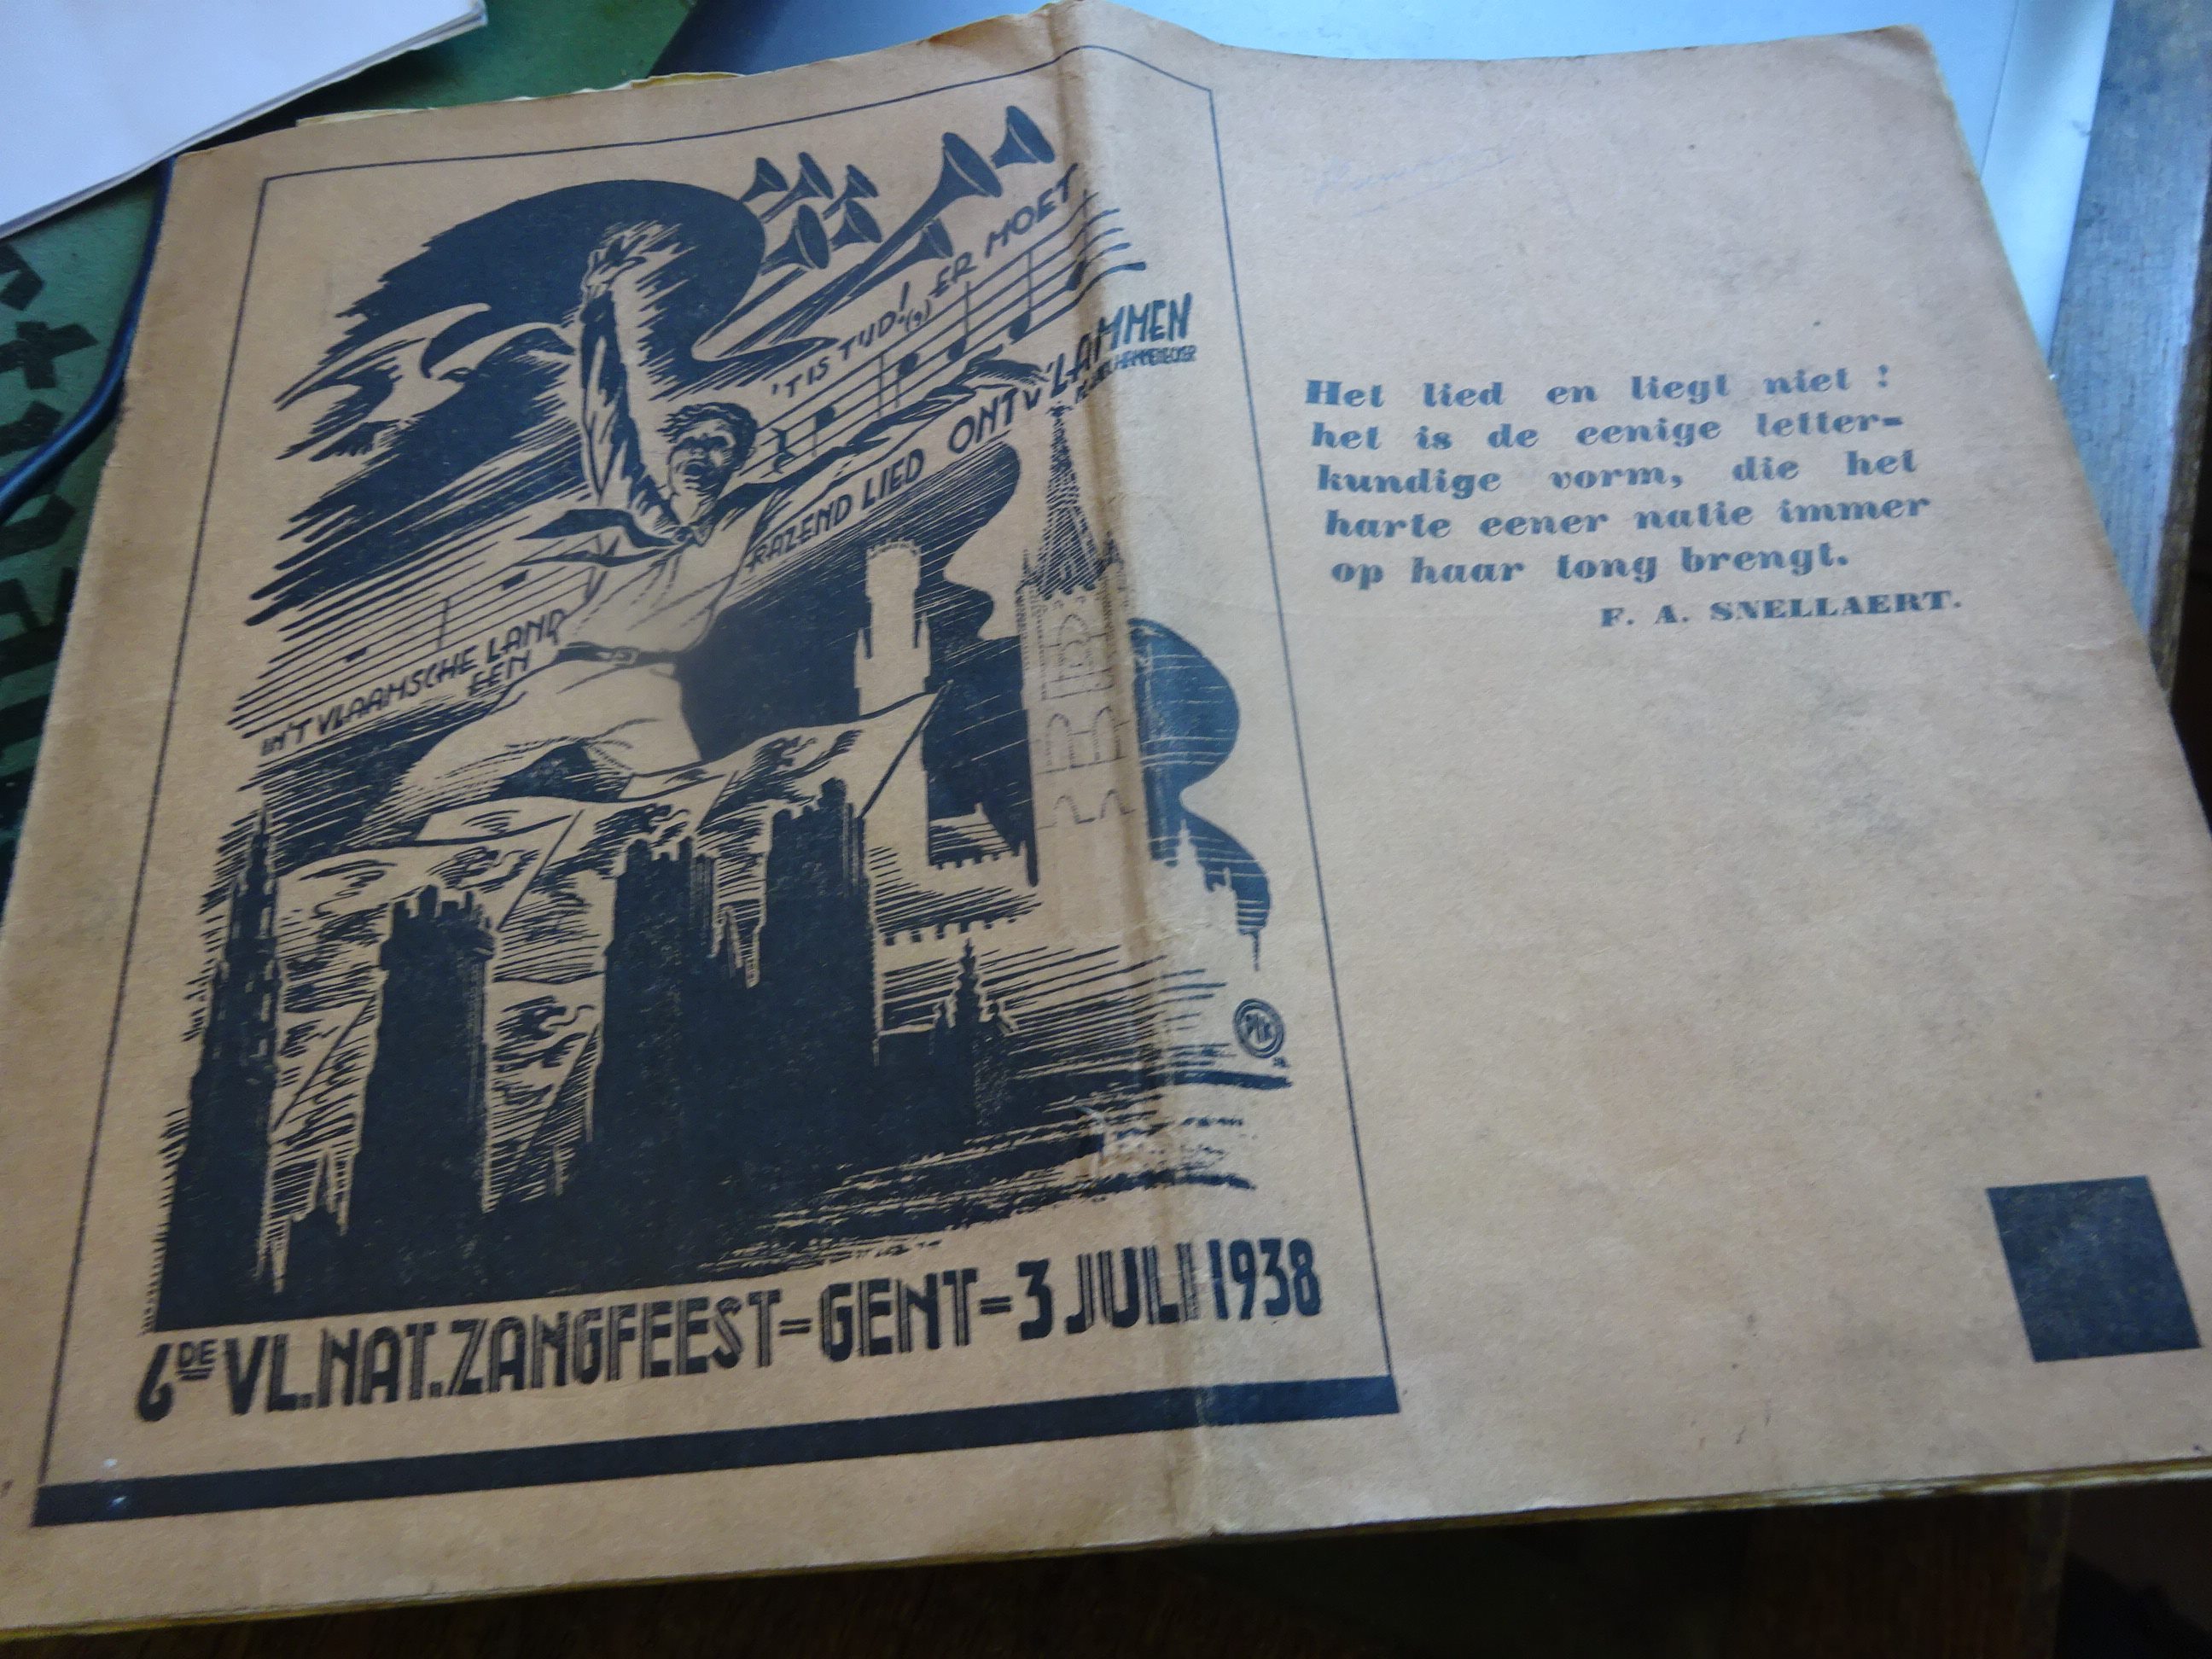 'T IS TIJD! ER MOET
IN 'T VLAAMSCHE LAND
EEN
RAZEND LIED ONTVLAMMEN
6DE VL. NAT. ZANGFEEST = GENT = 3 JULI 1938
Het lied en liegt niet !
het is de eenige letter=
kundige vorm, die het
harte eener natie immer
op haar tong brengt.
F. A. SNELLAERT.